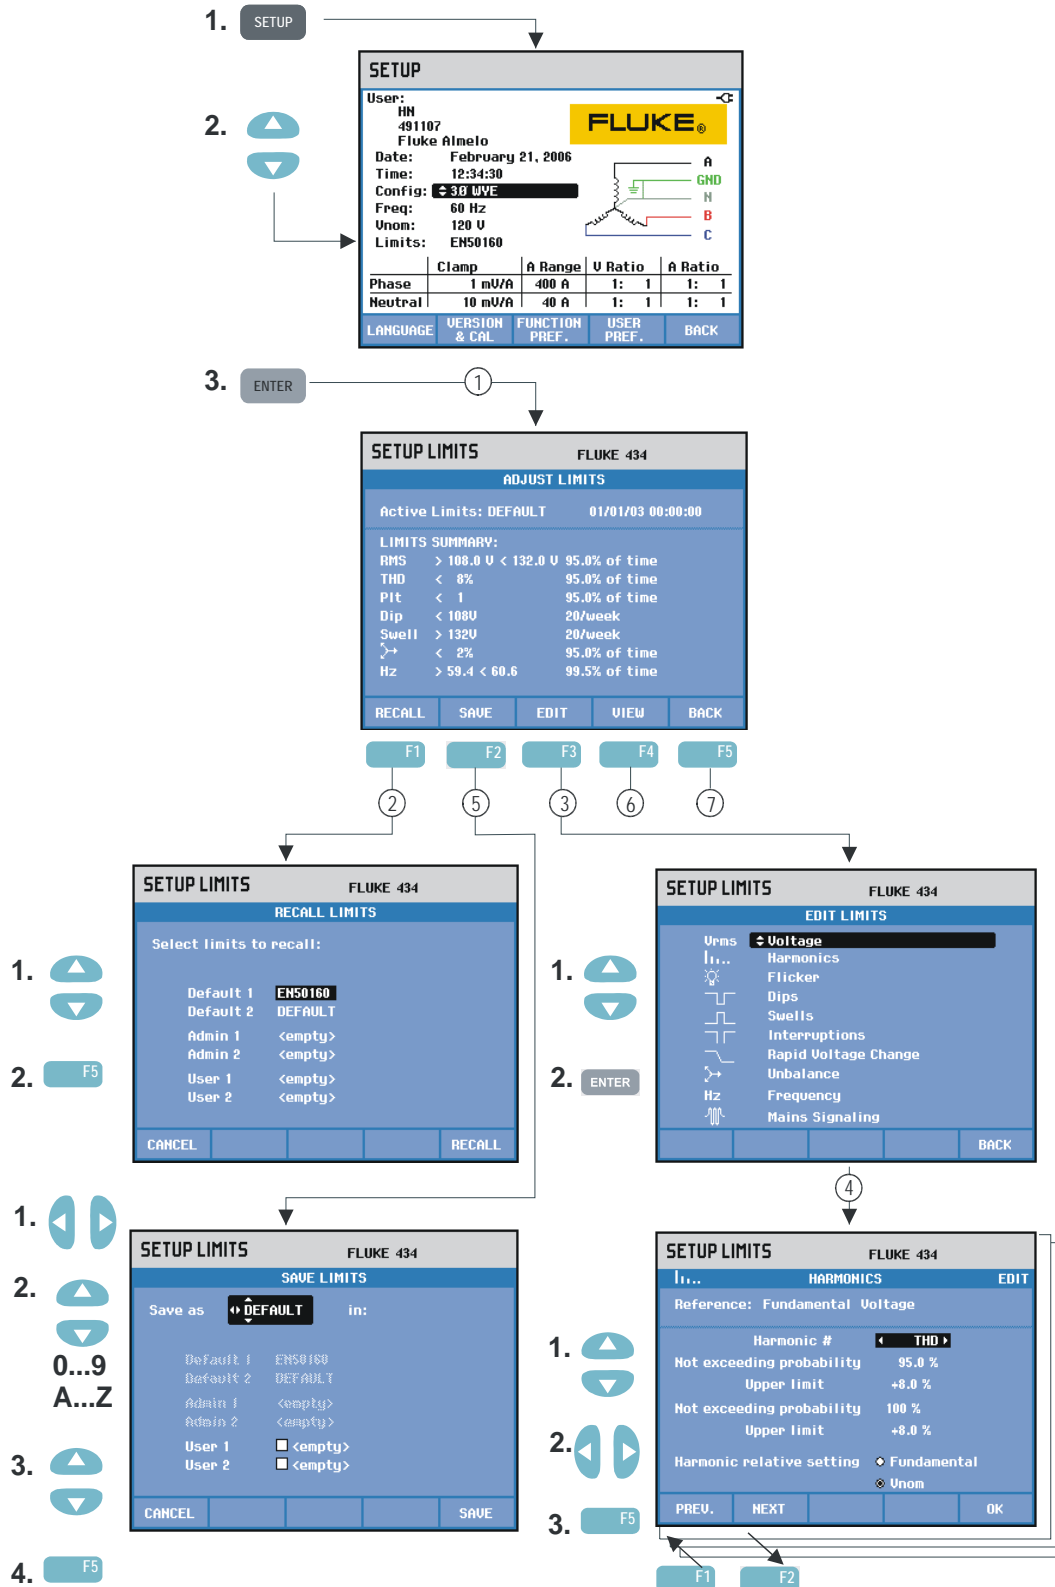 1. SETUP
SETUP
User:
HN
491107
Fluke Almelo
FLUKE®
2.
Date: February 21, 2006
Time: 12:34:30
Config: 3Ø WYE
Freq: 60 Hz
Vnom: 120 V
Limits: EN50160
A
GND
N
B
C
Clamp A Range V Ratio A Ratio
Phase 1 mV/A 400 A 1: 1 1: 1
Neutral 10 mV/A 40 A 1: 1 1: 1
LANGUAGE VERSION & CAL FUNCTION PREF. USER PREF. BACK
3. ENTER 1
SETUP LIMITS FLUKE 434
ADJUST LIMITS
Active Limits: DEFAULT 01/01/03 00:00:00
LIMITS SUMMARY:
RMS > 108.0 V < 132.0 V 95.0% of time
THD < 8% 95.0% of time
Plt < 1 95.0% of time
Dip < 108V 20/week
Swell > 132V 20/week
< 2% 95.0% of time
Hz > 59.4 < 60.6 99.5% of time
RECALL SAVE EDIT VIEW BACK
F1 F2 F3 F4 F5
2 5 3 6 7
SETUP LIMITS FLUKE 434
RECALL LIMITS
Select limits to recall:
1.
Default 1 EN50160
Default 2 DEFAULT
Admin 1 <empty>
Admin 2 <empty>
2. F5
User 1 <empty>
User 2 <empty>
CANCEL RECALL
SETUP LIMITS FLUKE 434
EDIT LIMITS
Vrms Voltage
1.
Harmonics
Flicker
Dips
Swells
Interruptions
Rapid Voltage Change
2. ENTER
Unbalance
Hz Frequency
Mains Signaling
BACK
4
1.
SETUP LIMITS FLUKE 434
SAVE LIMITS
2.
Save as DEFAULT in:
0...9
A...Z
Default 1 EN50160
Default 2 DEFAULT
Admin 1 <empty>
Admin 2 <empty>
User 1 <empty>
3.
User 2 <empty>
CANCEL SAVE
4. F5
SETUP LIMITS FLUKE 434
HARMONICS EDIT
Reference: Fundamental Voltage
1.
Harmonic # THD
Not exceeding probability 95.0 %
Upper limit +8.0 %
Not exceeding probability 100 %
Upper limit +8.0 %
2.
Harmonic relative setting Fundamental
Vnom
PREV. NEXT OK
3. F5
F1 F2